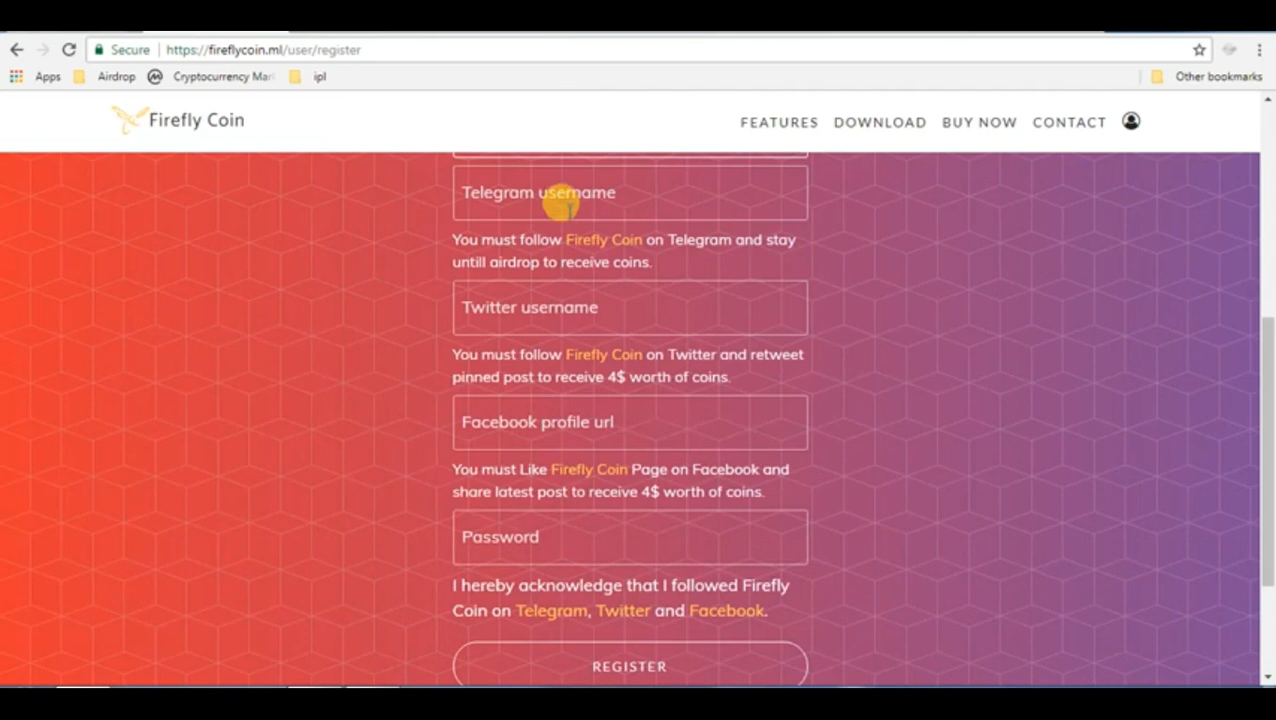 Secure https://fireflycoin.ml/user/register
Apps Airdrop Cryptocurrency Mar ipl Other bookmarks
Firefly Coin FEATURES DOWNLOAD BUY NOW CONTACT
Telegram username
You must follow Firefly Coin on Telegram and stay
untill airdrop to receive coins.
Twitter username
You must follow Firefly Coin on Twitter and retweet
pinned post to receive 4$ worth of coins.
Facebook profile url
You must Like Firefly Coin Page on Facebook and
share latest post to receive 4$ worth of coins.
Password
I hereby acknowledge that I followed Firefly
Coin on Telegram, Twitter and Facebook.
REGISTER